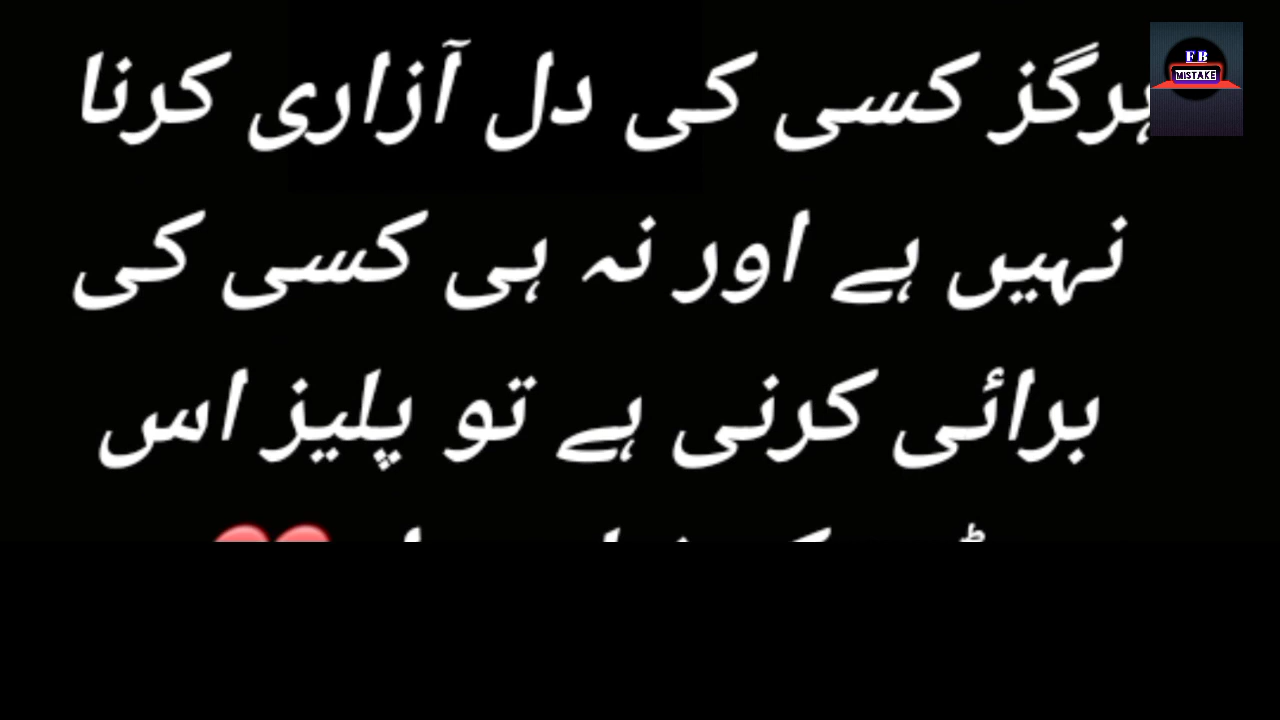 ہرگز کسی کی دل آزاری کرنا
نہیں ہے اور نہ ہی کسی کی
برائی کرنی ہے تو پلیز اس
FB
MISTAKE